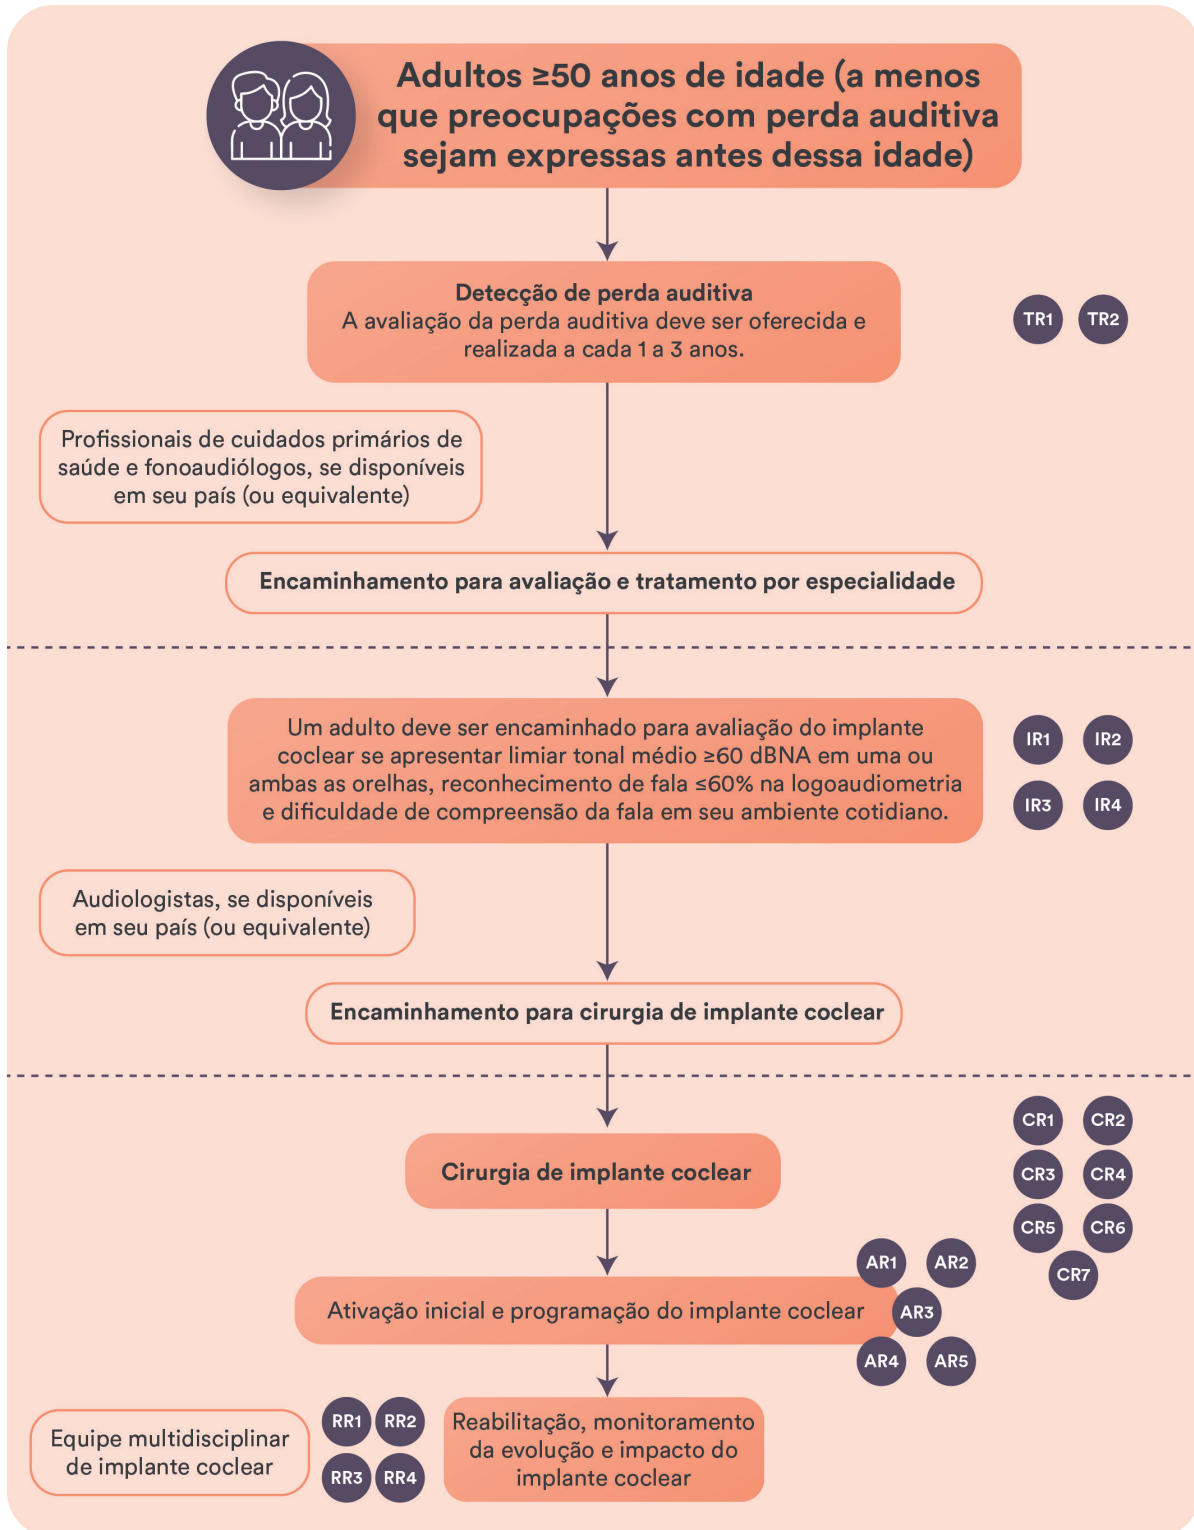 Adultos ≥50 anos de idade (a menos
que preocupações com perda auditiva
sejam expressas antes dessa idade)
Detecção de perda auditiva
A avaliação da perda auditiva deve ser oferecida e
realizada a cada 1 a 3 anos.
TR1 TR2
Profissionais de cuidados primários de
saúde e fonoaudiólogos, se disponíveis
em seu país (ou equivalente)
Encaminhamento para avaliação e tratamento por especialidade
Um adulto deve ser encaminhado para avaliação do implante
coclear se apresentar limiar tonal médio ≥60 dBNA em uma ou
ambas as orelhas, reconhecimento de fala ≤60% na logoaudiometria
e dificuldade de compreensão da fala em seu ambiente cotidiano.
IR1 IR2
IR3 IR4
Audiologistas, se disponíveis
em seu país (ou equivalente)
Encaminhamento para cirurgia de implante coclear
Cirurgia de implante coclear
CR1 CR2
CR3 CR4
CR5 CR6
CR7
Ativação inicial e programação do implante coclear
AR1 AR2
AR3
AR4 AR5
Equipe multidisciplinar
de implante coclear
RR1 RR2
RR3 RR4
Reabilitação, monitoramento
da evolução e impacto do
implante coclear